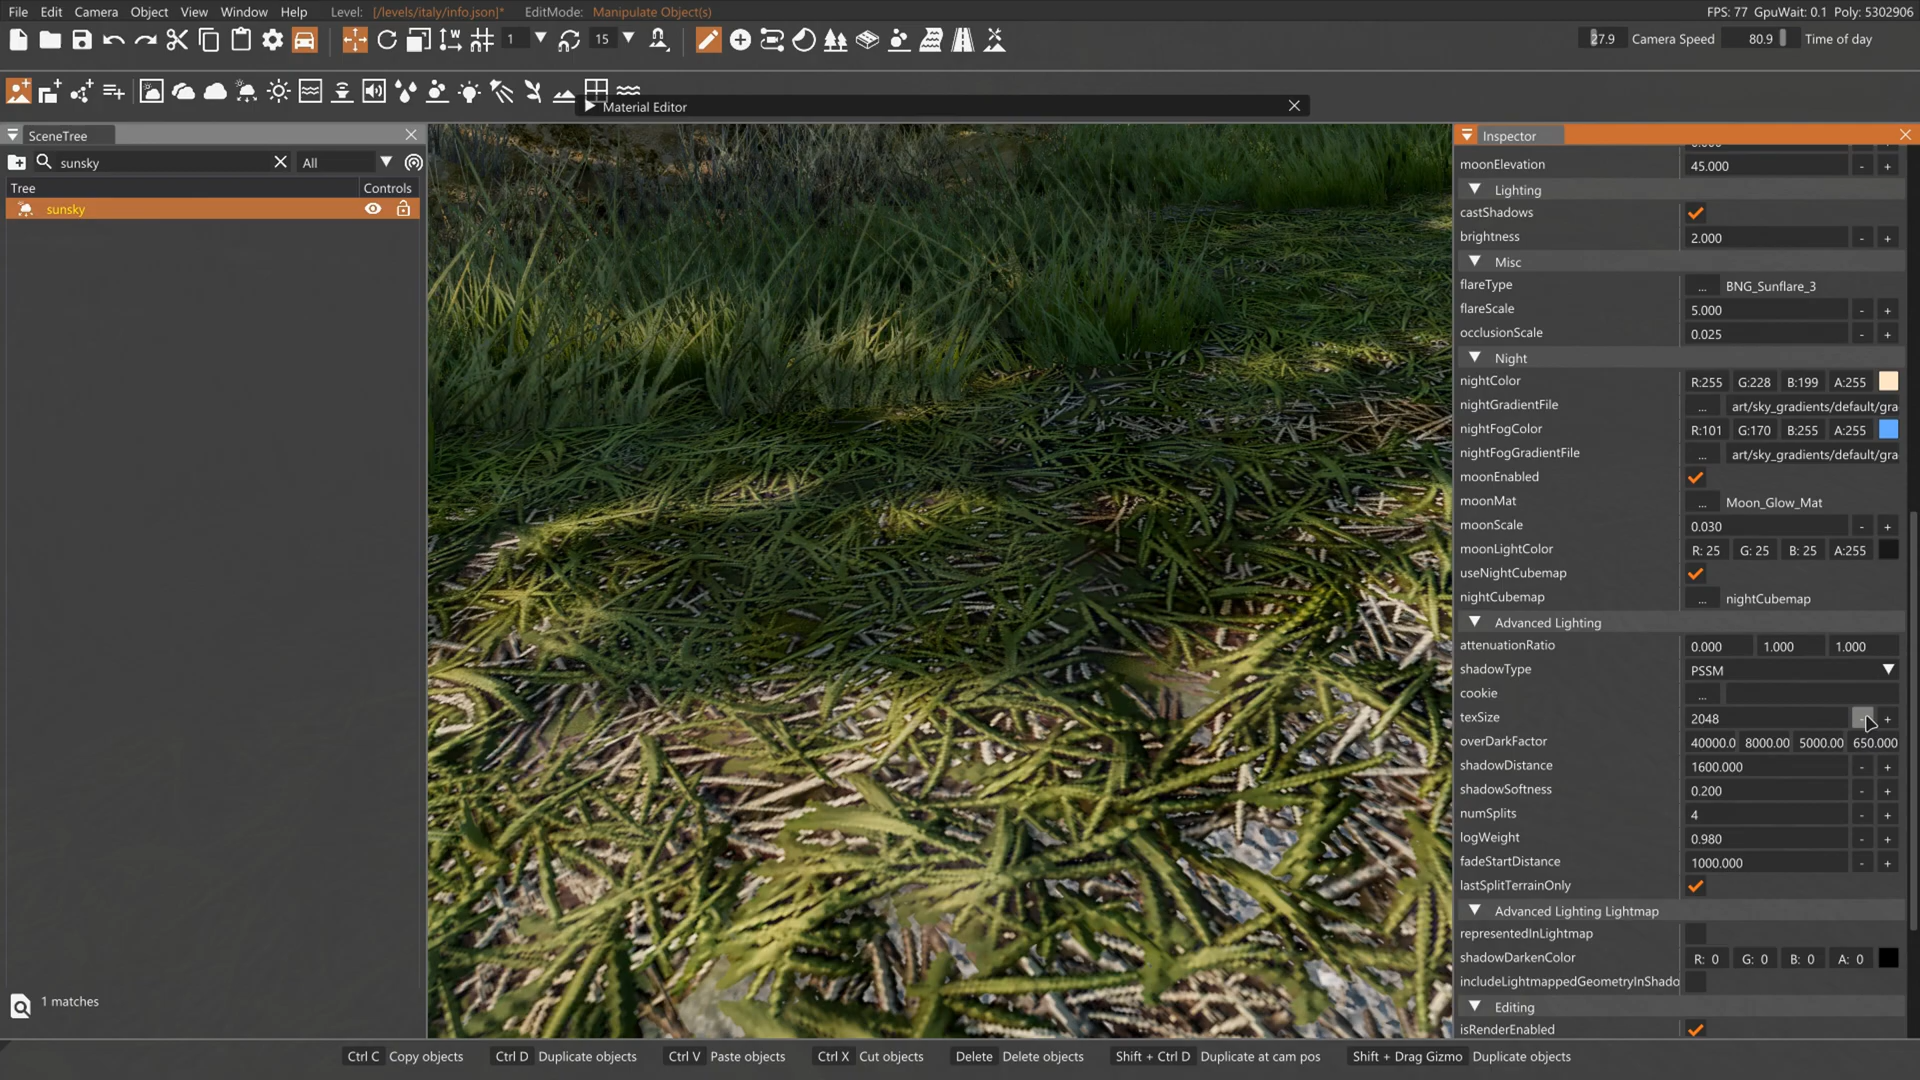 File Edit Camera Object View Window Help Level: [/levels/italy/info.json]* EditMode: Manipulate Object(s) FPS: 77 GpuWait: 0.1 Poly: 5302906
1 15 27.9 Camera Speed 80.9 Time of day
Material Editor
SceneTree
sunsky All
Tree Controls
sunsky
1 matches
Inspector
moonElevation 45.000 - +
Lighting
castShadows
brightness 2.000 - +
Misc
flareType ... BNG_Sunflare_3
flareScale 5.000 - +
occlusionScale 0.025 - +
Night
nightColor R:255 G:228 B:199 A:255
nightGradientFile ... art/sky_gradients/default/gra
nightFogColor R:101 G:170 B:255 A:255
nightFogGradientFile ... art/sky_gradients/default/gra
moonEnabled
moonMat ... Moon_Glow_Mat
moonScale 0.030 - +
moonLightColor R: 25 G: 25 B: 25 A:255
useNightCubemap
nightCubemap ... nightCubemap
Advanced Lighting
attenuationRatio 0.000 1.000 1.000
shadowType PSSM
cookie ...
texSize 2048 - +
overDarkFactor 40000.0 8000.00 5000.00 650.000
shadowDistance 1600.000 - +
shadowSoftness 0.200 - +
numSplits 4 - +
logWeight 0.980 - +
fadeStartDistance 1000.000 - +
lastSplitTerrainOnly
Advanced Lighting Lightmap
representedInLightmap
shadowDarkenColor R: 0 G: 0 B: 0 A: 0
includeLightmappedGeometryInShado
Editing
isRenderEnabled
Ctrl C Copy objects Ctrl D Duplicate objects Ctrl V Paste objects Ctrl X Cut objects Delete Delete objects Shift + Ctrl D Duplicate at cam pos Shift + Drag Gizmo Duplicate objects